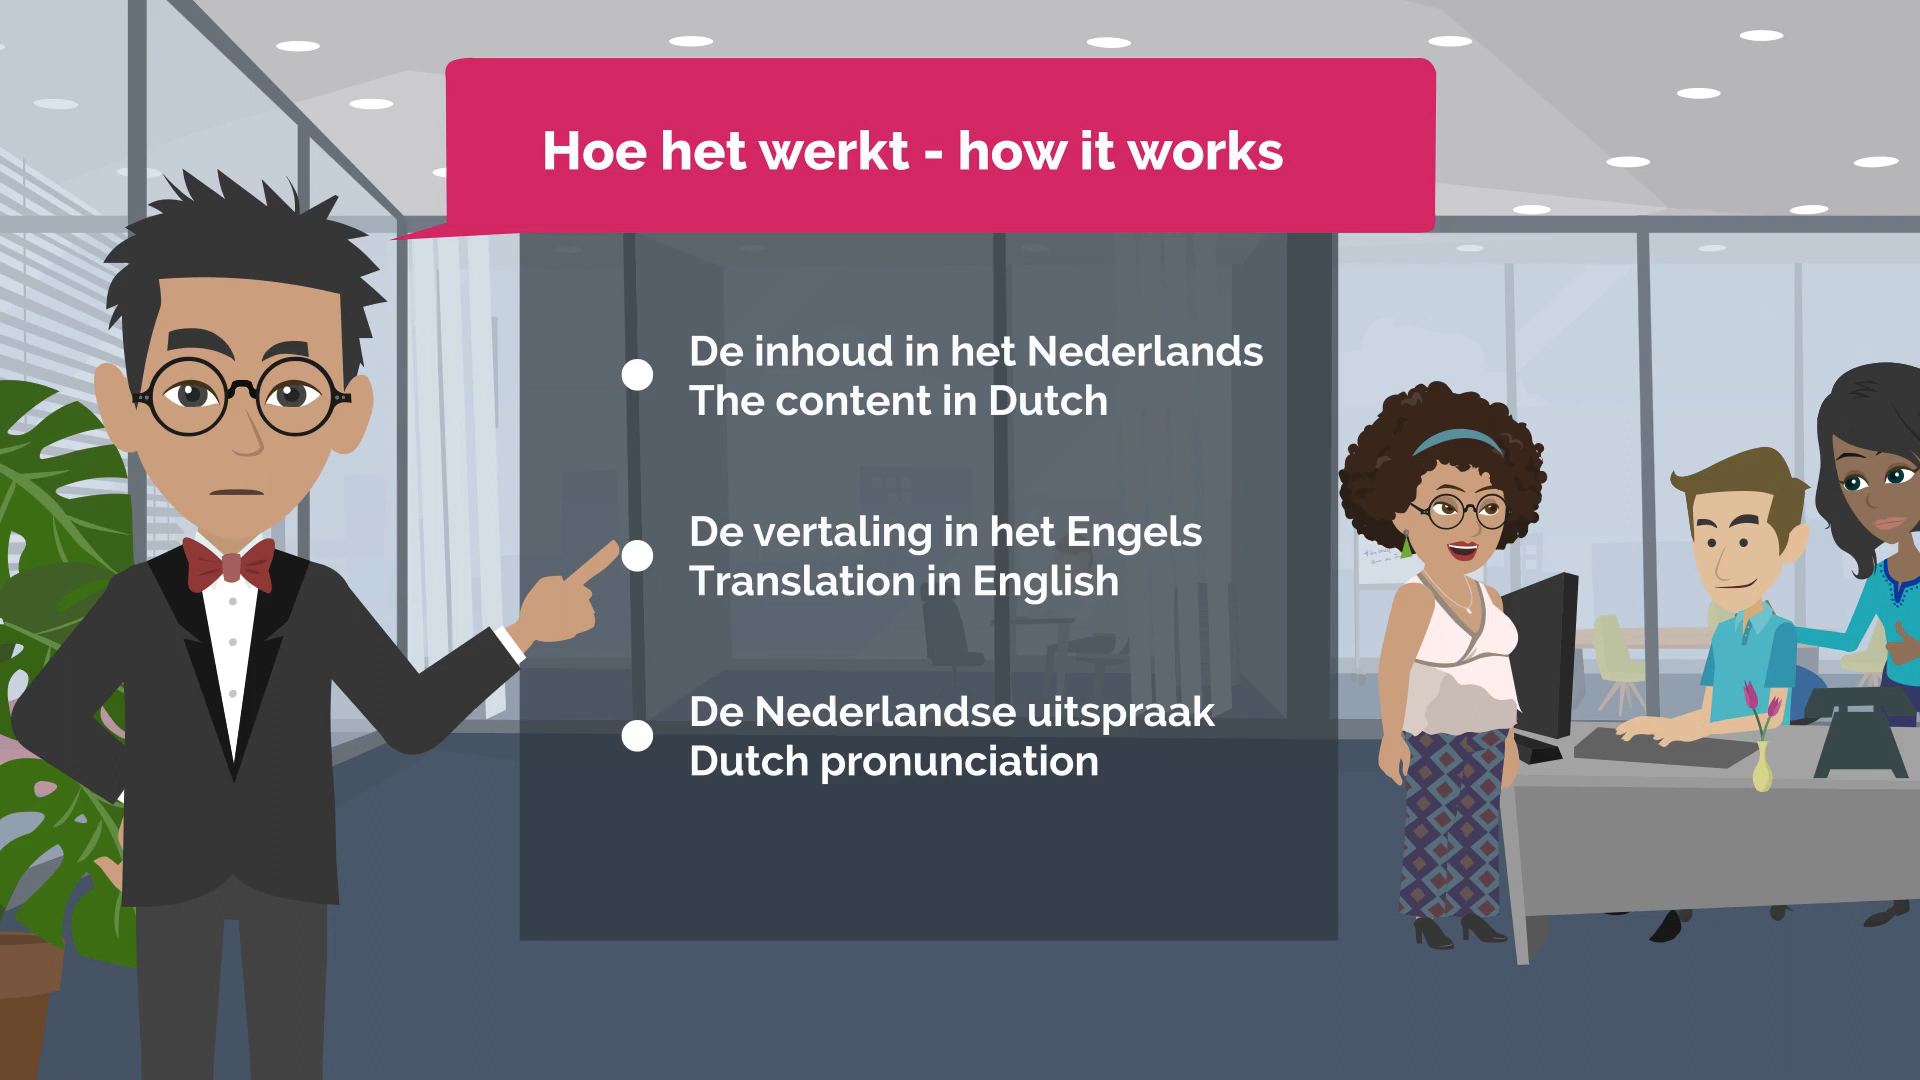 Hoe het werkt - how it works
De inhoud in het Nederlands
The content in Dutch
De vertaling in het Engels
Translation in English
De Nederlandse uitspraak
Dutch pronunciation